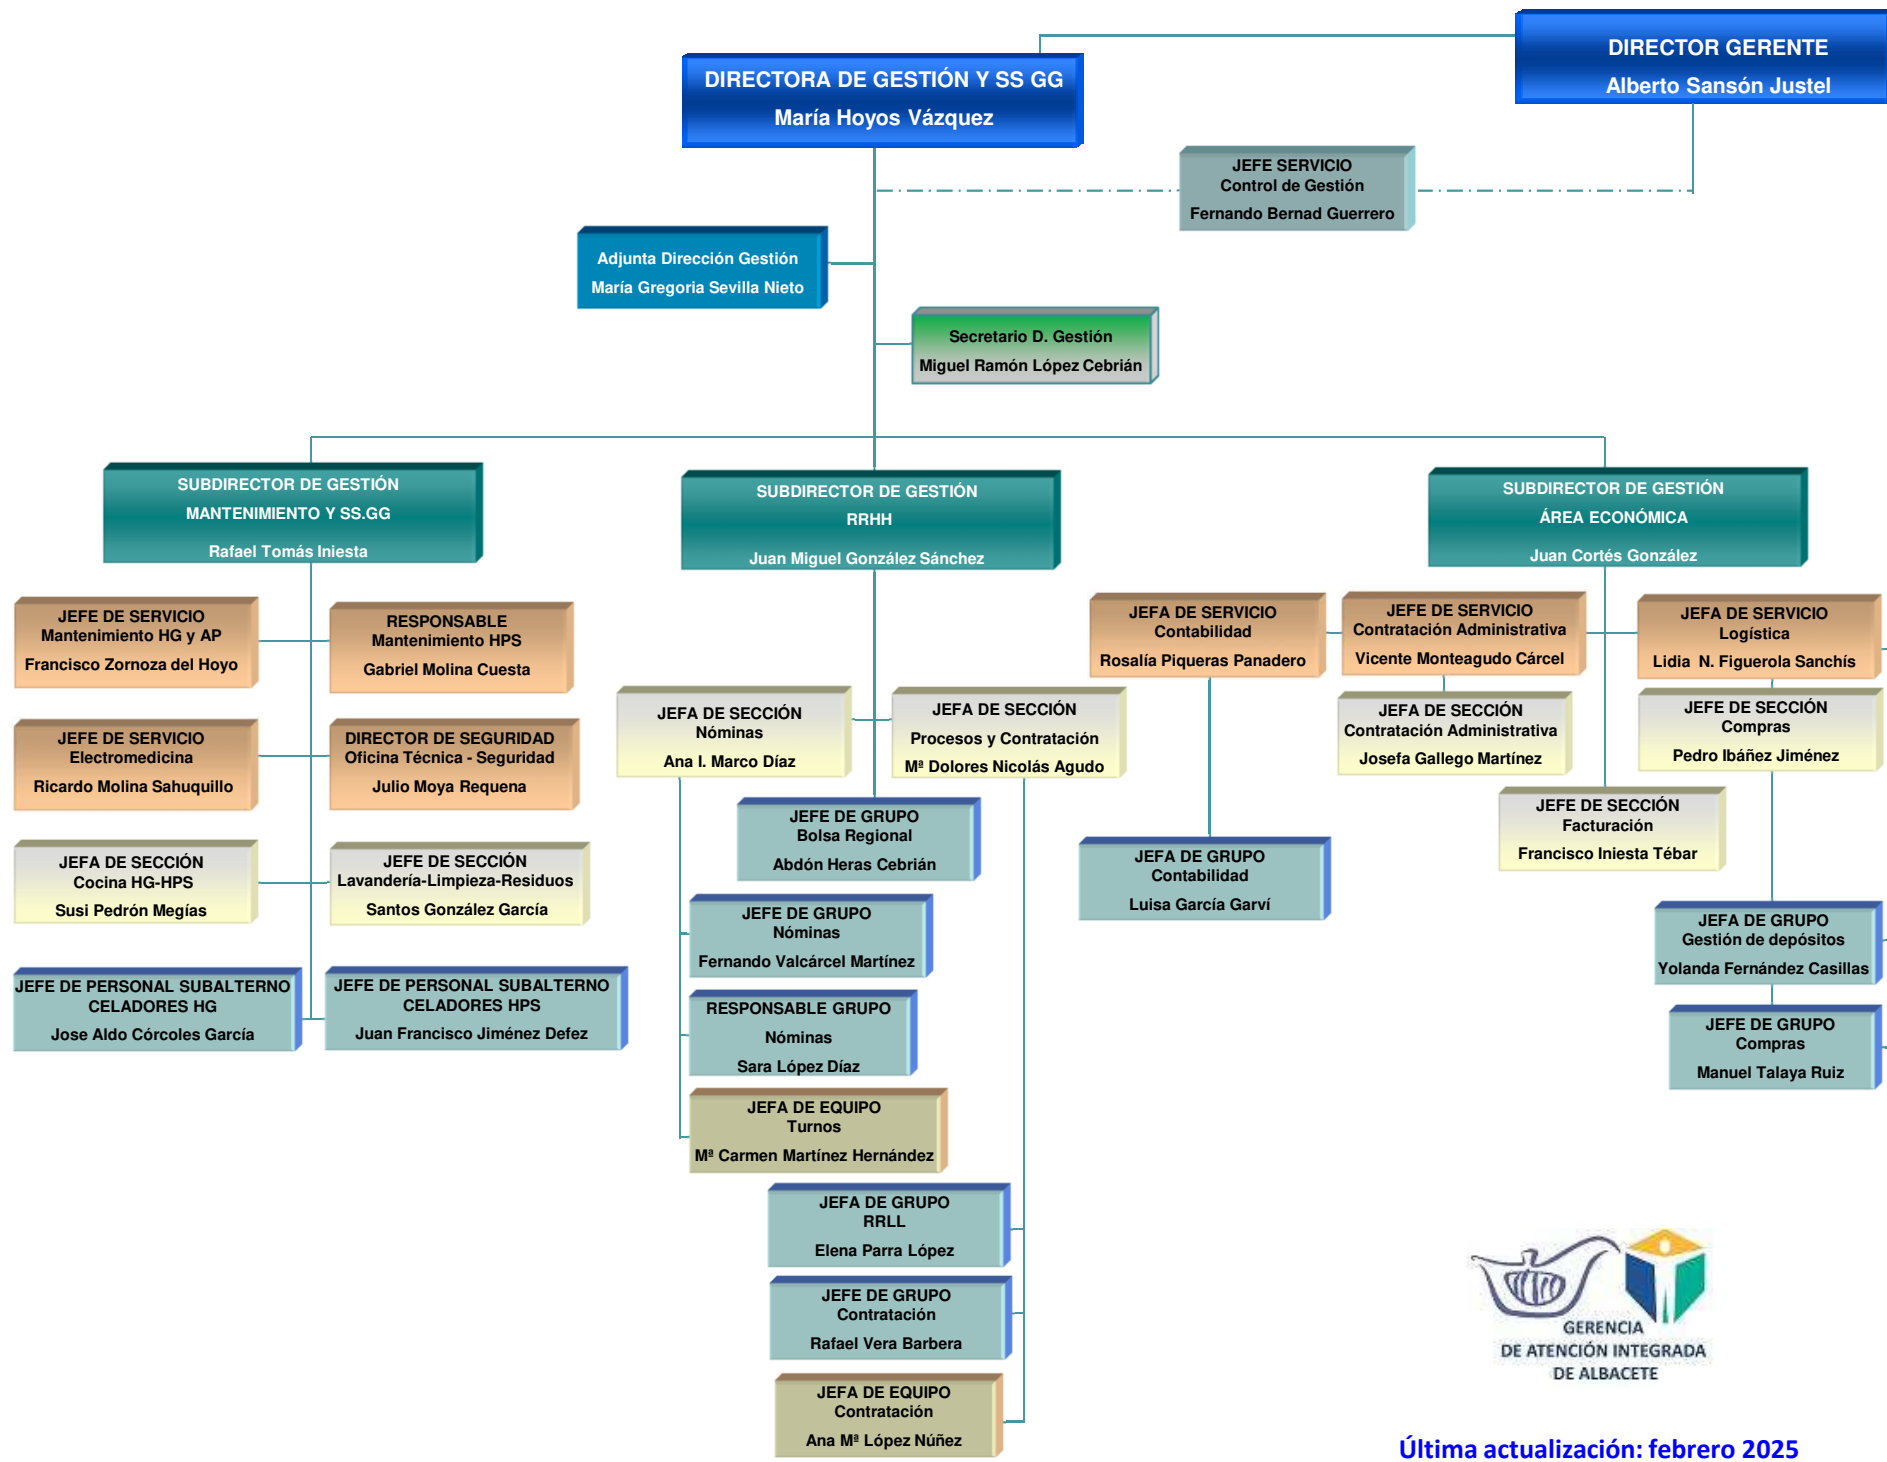 DIRECTOR GERENTE
Alberto Sansón Justel
DIRECTORA DE GESTIÓN Y SS GG
María Hoyos Vázquez
JEFE SERVICIO
Control de Gestión
Fernando Bernad Guerrero
Adjunta Dirección Gestión
María Gregoria Sevilla Nieto
Secretario D. Gestión
Miguel Ramón López Cebrián
SUBDIRECTOR DE GESTIÓN
MANTENIMIENTO Y SS.GG
Rafael Tomás Iniesta
SUBDIRECTOR DE GESTIÓN
RRHH
Juan Miguel González Sánchez
SUBDIRECTOR DE GESTIÓN
ÁREA ECONÓMICA
Juan Cortés González
JEFE DE SERVICIO
Mantenimiento HG y AP
Francisco Zornoza del Hoyo
RESPONSABLE
Mantenimiento HPS
Gabriel Molina Cuesta
JEFE DE SERVICIO
Electromedicina
Ricardo Molina Sahuquillo
DIRECTOR DE SEGURIDAD
Oficina Técnica - Seguridad
Julio Moya Requena
JEFA DE SECCIÓN
Cocina HG-HPS
Susi Pedrón Megías
JEFE DE SECCIÓN
Lavandería-Limpieza-Residuos
Santos González García
JEFE DE PERSONAL SUBALTERNO
CELADORES HG
Jose Aldo Córcoles García
JEFE DE PERSONAL SUBALTERNO
CELADORES HPS
Juan Francisco Jiménez Defez
JEFA DE SECCIÓN
Nóminas
Ana I. Marco Díaz
JEFA DE SECCIÓN
Procesos y Contratación
Mª Dolores Nicolás Agudo
JEFE DE GRUPO
Bolsa Regional
Abdón Heras Cebrián
JEFE DE GRUPO
Nóminas
Fernando Valcárcel Martínez
RESPONSABLE GRUPO
Nóminas
Sara López Díaz
JEFA DE EQUIPO
Turnos
Mª Carmen Martínez Hernández
JEFA DE GRUPO
RRLL
Elena Parra López
JEFE DE GRUPO
Contratación
Rafael Vera Barbera
JEFA DE EQUIPO
Contratación
Ana Mª López Núñez
JEFA DE SERVICIO
Contabilidad
Rosalía Piqueras Panadero
JEFE DE SERVICIO
Contratación Administrativa
Vicente Monteagudo Cárcel
JEFA DE SERVICIO
Logística
Lidia N. Figuerola Sanchís
JEFA DE SECCIÓN
Contratación Administrativa
Josefa Gallego Martínez
JEFE DE SECCIÓN
Compras
Pedro Ibáñez Jiménez
JEFE DE SECCIÓN
Facturación
Francisco Iniesta Tébar
JEFA DE GRUPO
Contabilidad
Luisa García Garví
JEFA DE GRUPO
Gestión de depósitos
Yolanda Fernández Casillas
JEFE DE GRUPO
Compras
Manuel Talaya Ruiz
GERENCIA
DE ATENCIÓN INTEGRADA
DE ALBACETE
Última actualización: febrero 2025